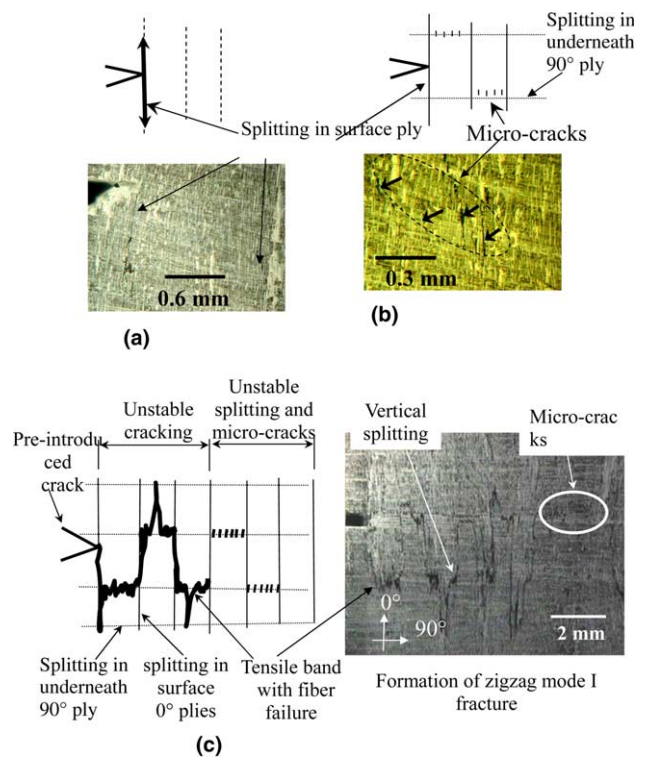 Splitting in
underneath
90° ply
Splitting in surface ply
Micro-cracks
0.6 mm
0.3 mm
(a)
(b)
Unstable
cracking
Unstable
splitting and
micro-cracks
Pre-introdu
ced
crack
Vertical
splitting
Micro-crac
ks
0°
90°
2 mm
Splitting in
underneath
90° ply
splitting in
surface
0° plies
Tensile band
with fiber
failure
Formation of zigzag mode I
fracture
(c)